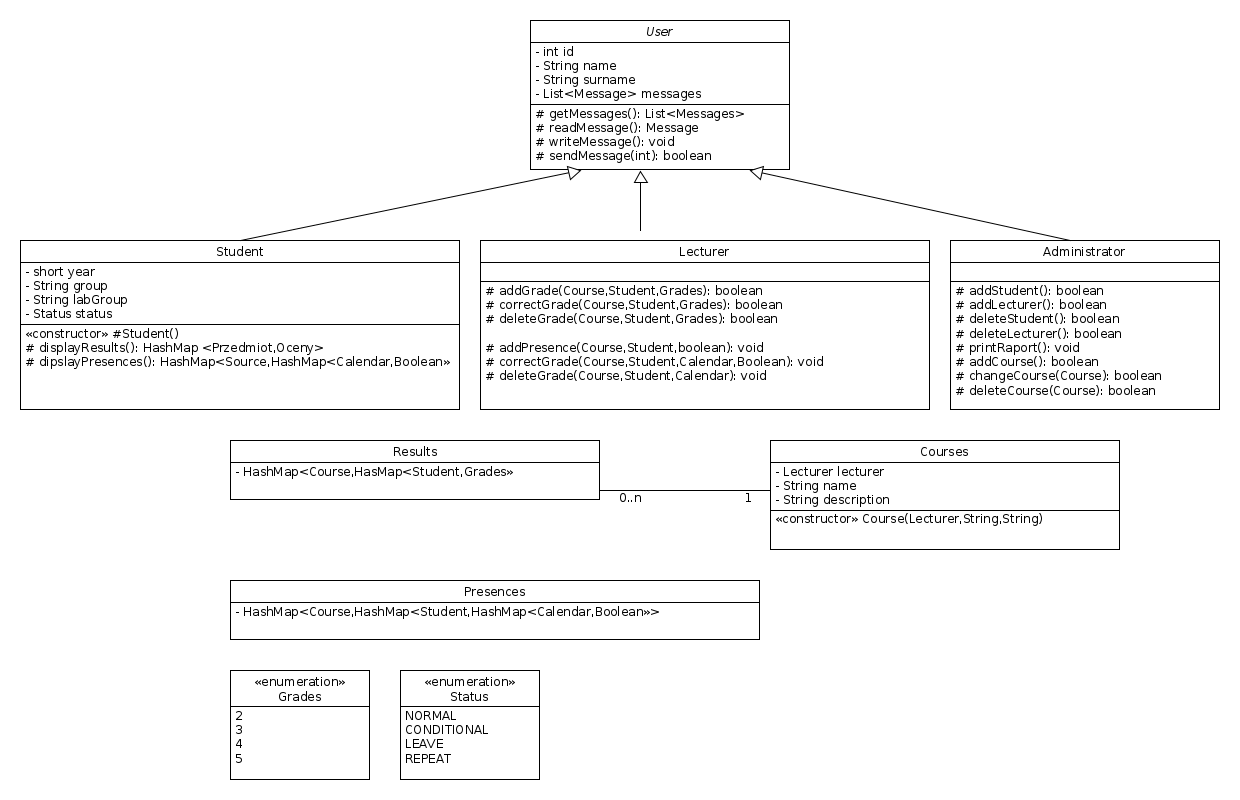 User
- int id
- String name
- String surname
- List<Message> messages
# getMessages(): List<Messages>
# readMessage(): Message
# writeMessage(): void
# sendMessage(int): boolean
Student
- short year
- String group
- String labGroup
- Status status
«constructor» #Student()
# displayResults(): HashMap <Przedmiot,Oceny>
# dipslayPresences(): HashMap<Source,HashMap<Calendar,Boolean»
Lecturer
# addGrade(Course,Student,Grades): boolean
# correctGrade(Course,Student,Grades): boolean
# deleteGrade(Course,Student,Grades): boolean
# addPresence(Course,Student,boolean): void
# correctGrade(Course,Student,Calendar,Boolean): void
# deleteGrade(Course,Student,Calendar): void
Administrator
# addStudent(): boolean
# addLecturer(): boolean
# deleteStudent(): boolean
# deleteLecturer(): boolean
# printRaport(): void
# addCourse(): boolean
# changeCourse(Course): boolean
# deleteCourse(Course): boolean
Results
- HashMap<Course,HasMap<Student,Grades»
0..n
1
Courses
- Lecturer lecturer
- String name
- String description
«constructor» Course(Lecturer,String,String)
Presences
- HashMap<Course,HashMap<Student,HashMap<Calendar,Boolean»>
«enumeration»
Grades
2
3
4
5
«enumeration»
Status
NORMAL
CONDITIONAL
LEAVE
REPEAT